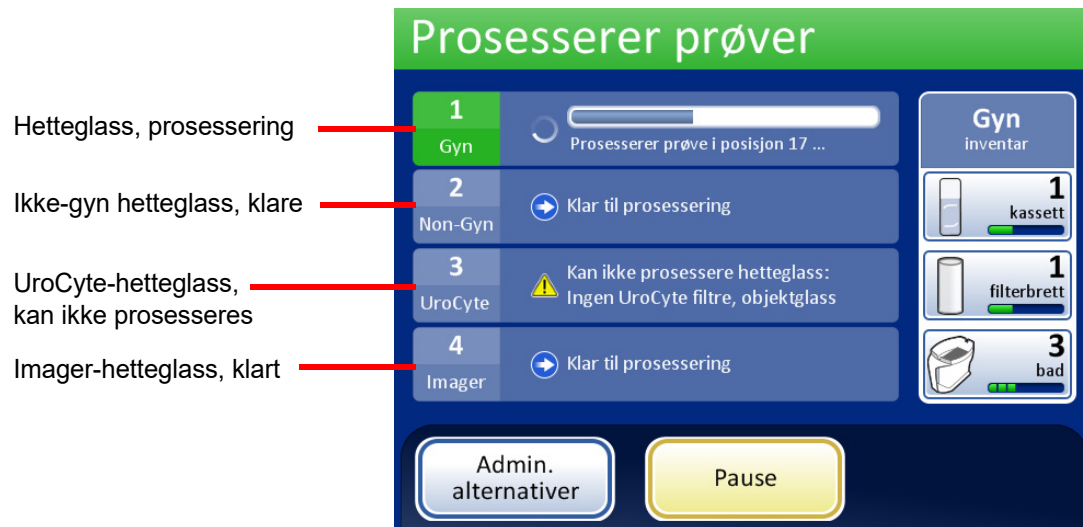 Prosesserer prøver
Hetteglass, prosessering
1
Gyn
Prosesserer prøve i posisjon 17 ...
Ikke-gyn hetteglass, klare
2
Non-Gyn
Klar til prosessering
UroCyte-hetteglass,
kan ikke prosesseres
3
UroCyte
Kan ikke prosessere hetteglass:
Ingen UroCyte filtre, objektglass
Imager-hetteglass, klart
4
Imager
Klar til prosessering
Gyn
inventar
1
kassett
1
filterbrett
3
bad
Admin.
alternativer
Pause